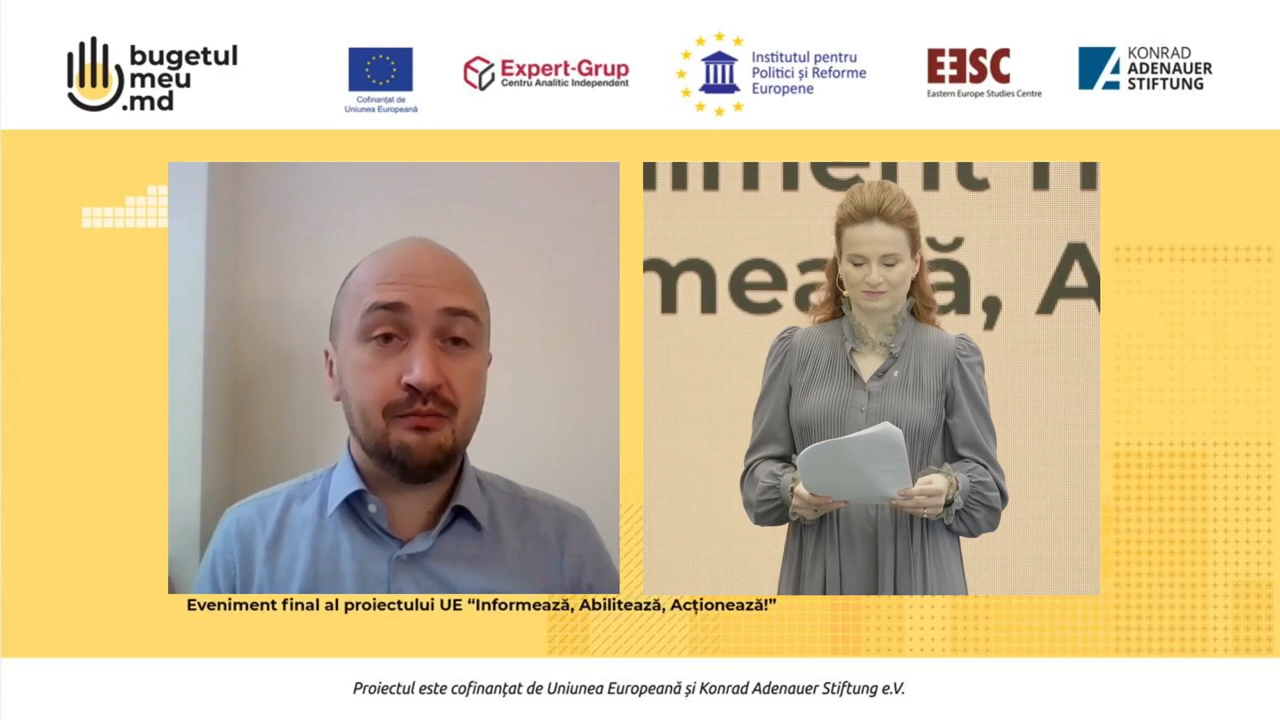 bugetul
meu
.md
Cofinanțat de
Uniunea Europeană
Expert-Grup
Centru Analitic Independent
Institutul pentru
Politici și Reforme
Europene
EESC
Eastern Europe Studies Centre
KONRAD
ADENAUER
STIFTUNG
Eveniment final al proiectului UE “Informează, Abilitează, Acționează!”
Proiectul este cofinanțat de Uniunea Europeană și Konrad Adenauer Stiftung e.V.